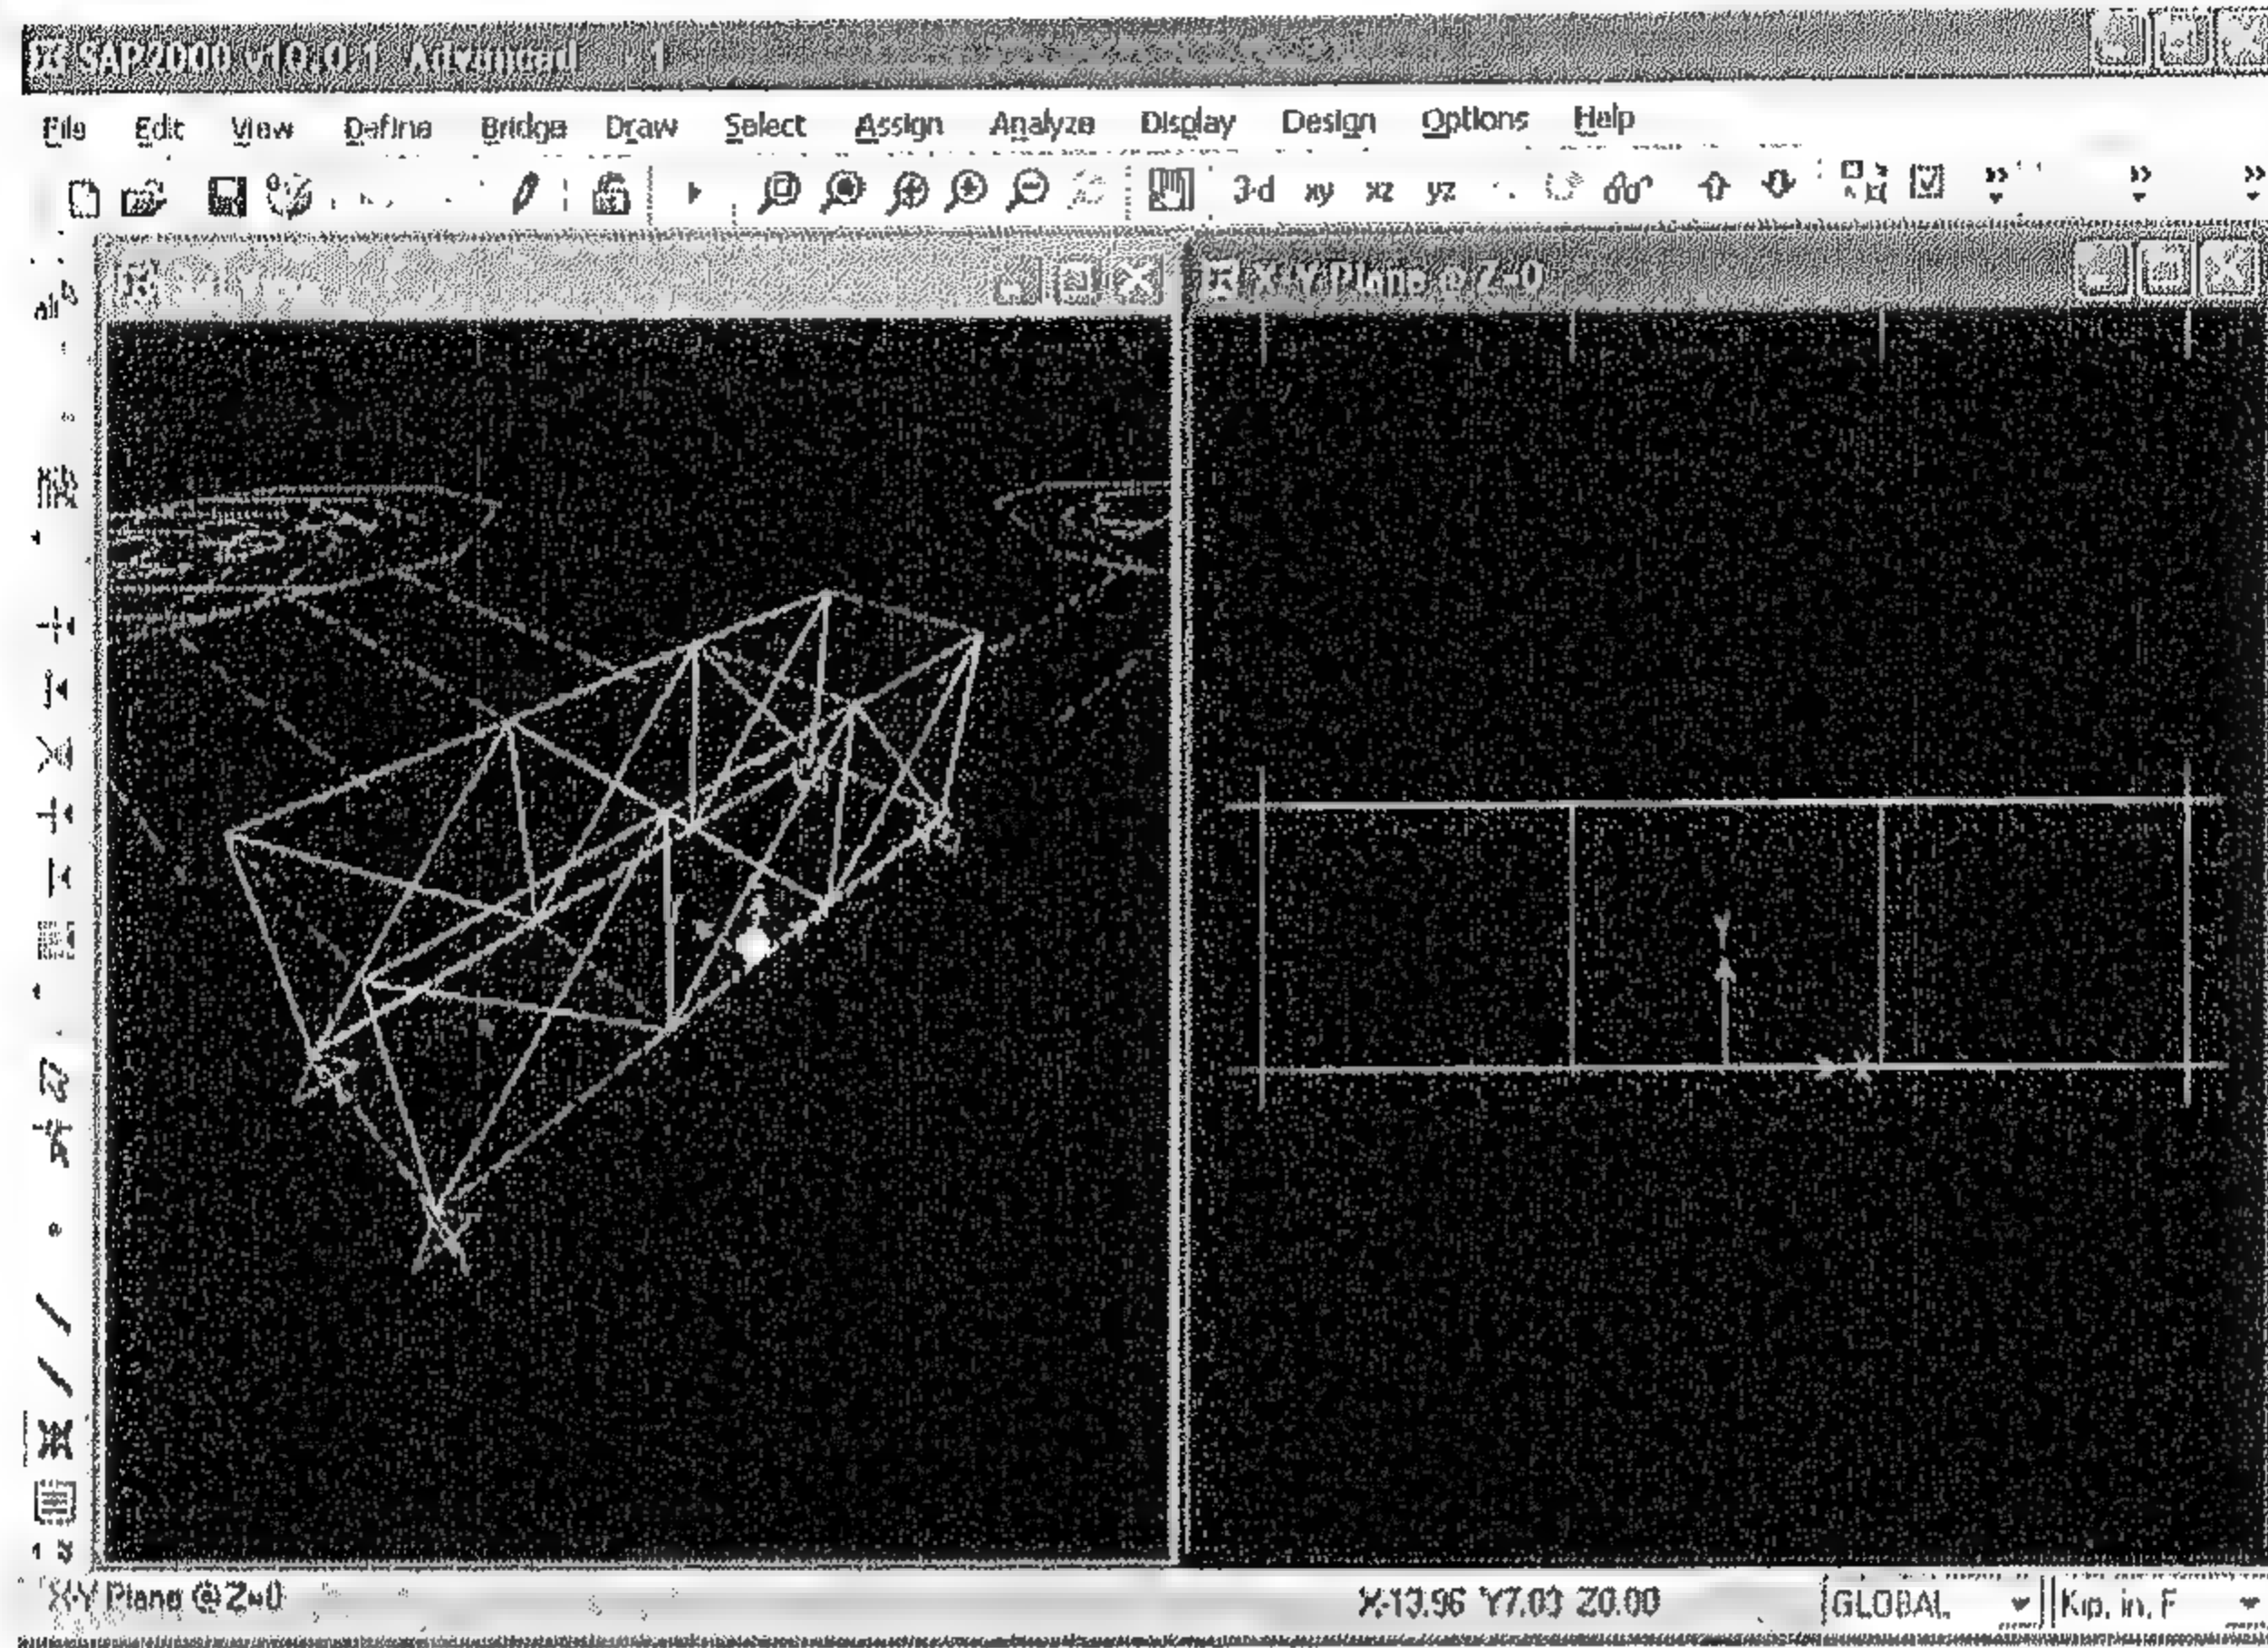 SAP2000 v10.0.1 Advanced - 1
File Edit View Define Bridge Draw Select Assign Analyze Display Design Options Help
3-d xy xz yz
X-Y Plane @ Z=0
Y
X
X-Y Plane @ Z=0
X-13.96 Y7.03 Z0.00
GLOBAL
Kip, in, F